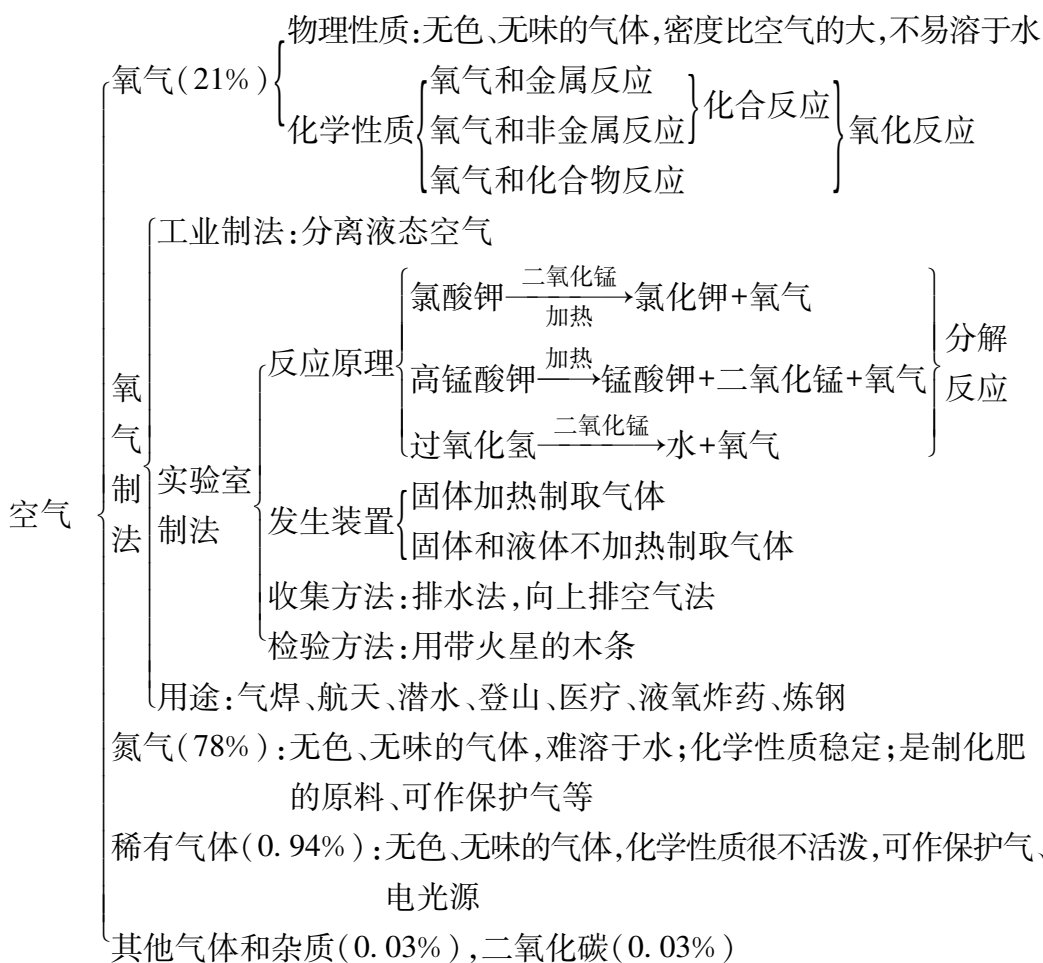 空气
氧气(21%)
物理性质:无色、无味的气体,密度比空气的大,不易溶于水
化学性质
氧气和金属反应
氧气和非金属反应
氧气和化合物反应
化合反应
氧化反应
氧气制法
工业制法:分离液态空气
实验室制法
反应原理
氯酸钾 二氧化锰 加热 氯化钾+氧气
高锰酸钾 加热 锰酸钾+二氧化锰+氧气
过氧化氢 二氧化锰 水+氧气
分解反应
发生装置
固体加热制取气体
固体和液体不加热制取气体
收集方法:排水法,向上排空气法
检验方法:用带火星的木条
用途:气焊、航天、潜水、登山、医疗、液氧炸药、炼钢
氮气(78%):无色、无味的气体,难溶于水;化学性质稳定;是制化肥
的原料、可作保护气等
稀有气体(0.94%):无色、无味的气体,化学性质很不活泼,可作保护气、
电光源
其他气体和杂质(0.03%),二氧化碳(0.03%)